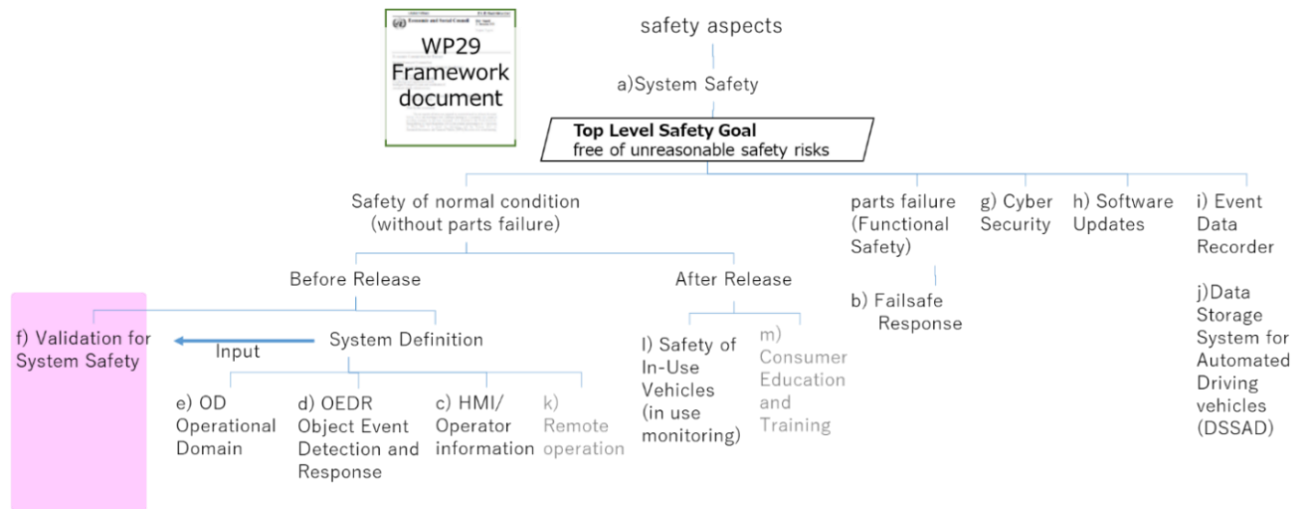 Economic and Social Council
WP29
Framework
document
safety aspects
a)System Safety
Top Level Safety Goal
free of unreasonable safety risks
Safety of normal condition
(without parts failure)
parts failure
(Functional
Safety)
g) Cyber
Security
h) Software
Updates
i) Event
Data
Recorder
Before Release
After Release
b) Failsafe
Response
j)Data
Storage
System for
Automated
Driving
vehicles
(DSSAD)
f) Validation for
System Safety
Input
System Definition
l) Safety of
In-Use
Vehicles
(in use
monitoring)
m)
Consumer
Education
and
Training
e) OD
Operational
Domain
d) OEDR
Object Event
Detection and
Response
c) HMI/
Operator
information
k)
Remote
operation